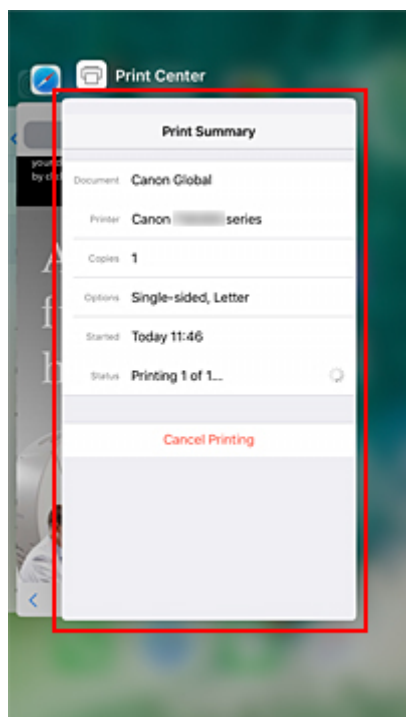 Print Center
Print Summary
Document Canon Global
Printer Canon series
Copies 1
Options Single-sided, Letter
Started Today 11:46
Status Printing 1 of 1...
Cancel Printing